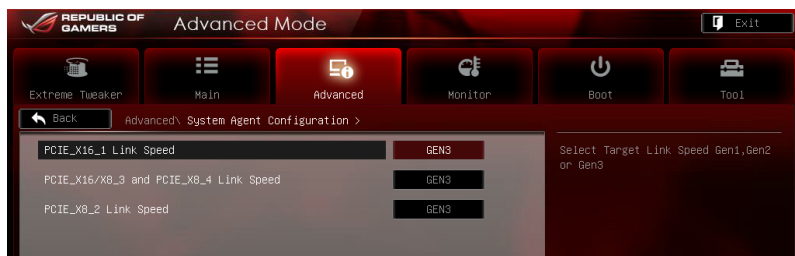 REPUBLIC OF
GAMERS
Advanced Mode
Exit
Extreme Tweaker
Main
Advanced
Monitor
Boot
Tool
Back
Advanced\ System Agent Configuration >
PCIE_X16_1 Link Speed GEN3
Select Target Link Speed Gen1,Gen2
or Gen3
PCIE_X16/X8_3 and PCIE_X8_4 Link Speed GEN3
PCIE_X8_2 Link Speed GEN3